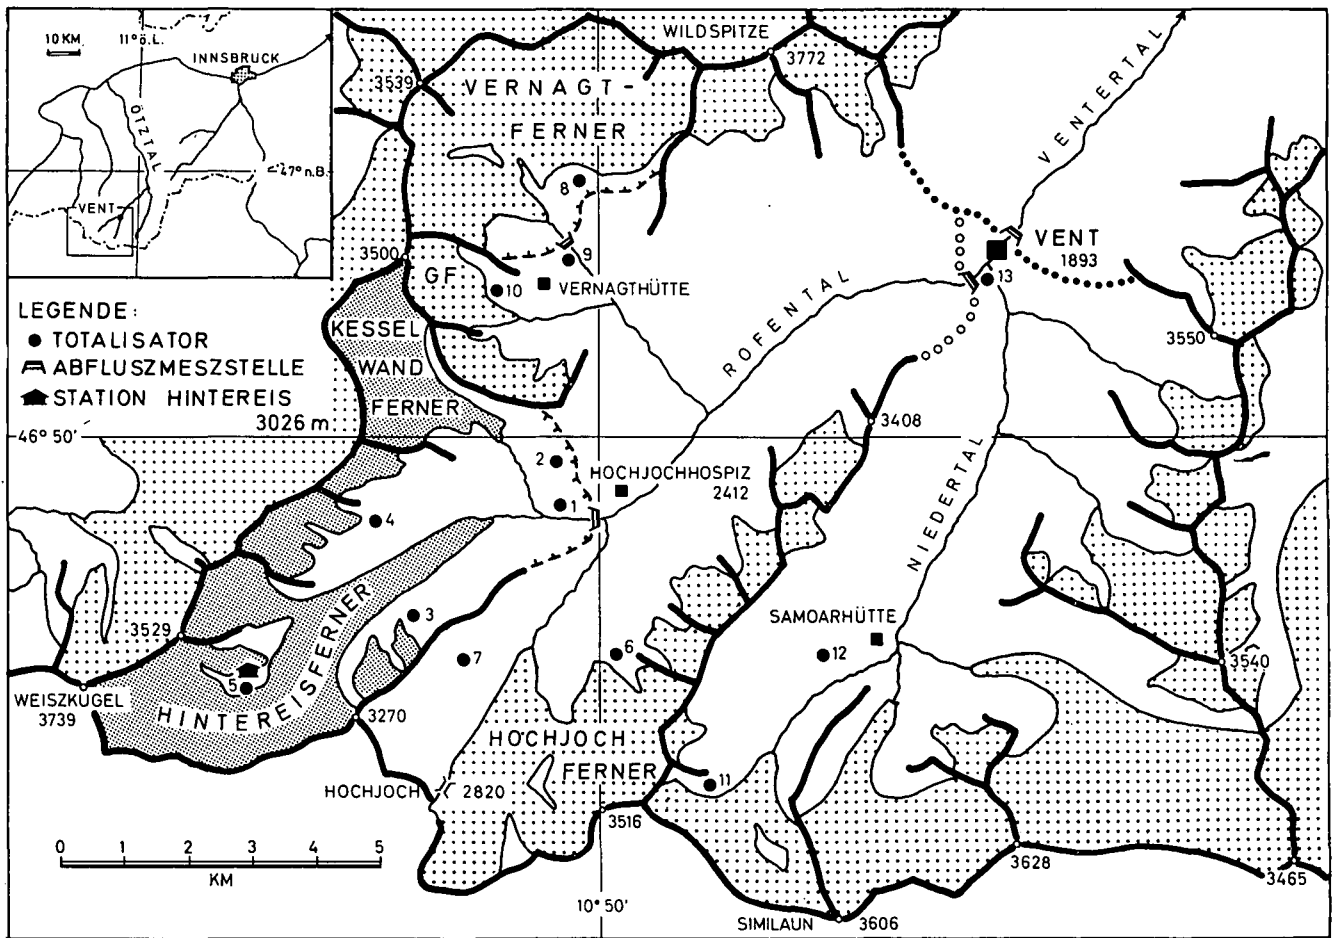 10 KM.
11° ö.L.
INNSBRUCK
ÖTZTAL
47° n.B.
VENT
LEGENDE:
TOTALISATOR
ABFLUSZMESZSTELLE
STATION HINTEREIS
3026 m
46° 50'
WILDSPITZE
3772
3539
VERNAGT-
FERNER
8
9
3500
GF
10
VERNAGTHÜTTE
KESSEL
WAND
FERNER
VENTERTAL
VENT
1893
13
ROFENTAL
3550
3408
2
HOCHJOCHHOSPIZ
2412
1
4
NIEDERTAL
3
SAMOARHÜTTE
3529
7
6
12
3540
5
WEISZKUGEL
3739
HINTEREISFERNER
3270
HOCHJOCH
FERNER
HOCHJOCH
2820
11
3516
0 1 2 3 4 5
KM
3628
3465
10° 50'
SIMILAUN
3606